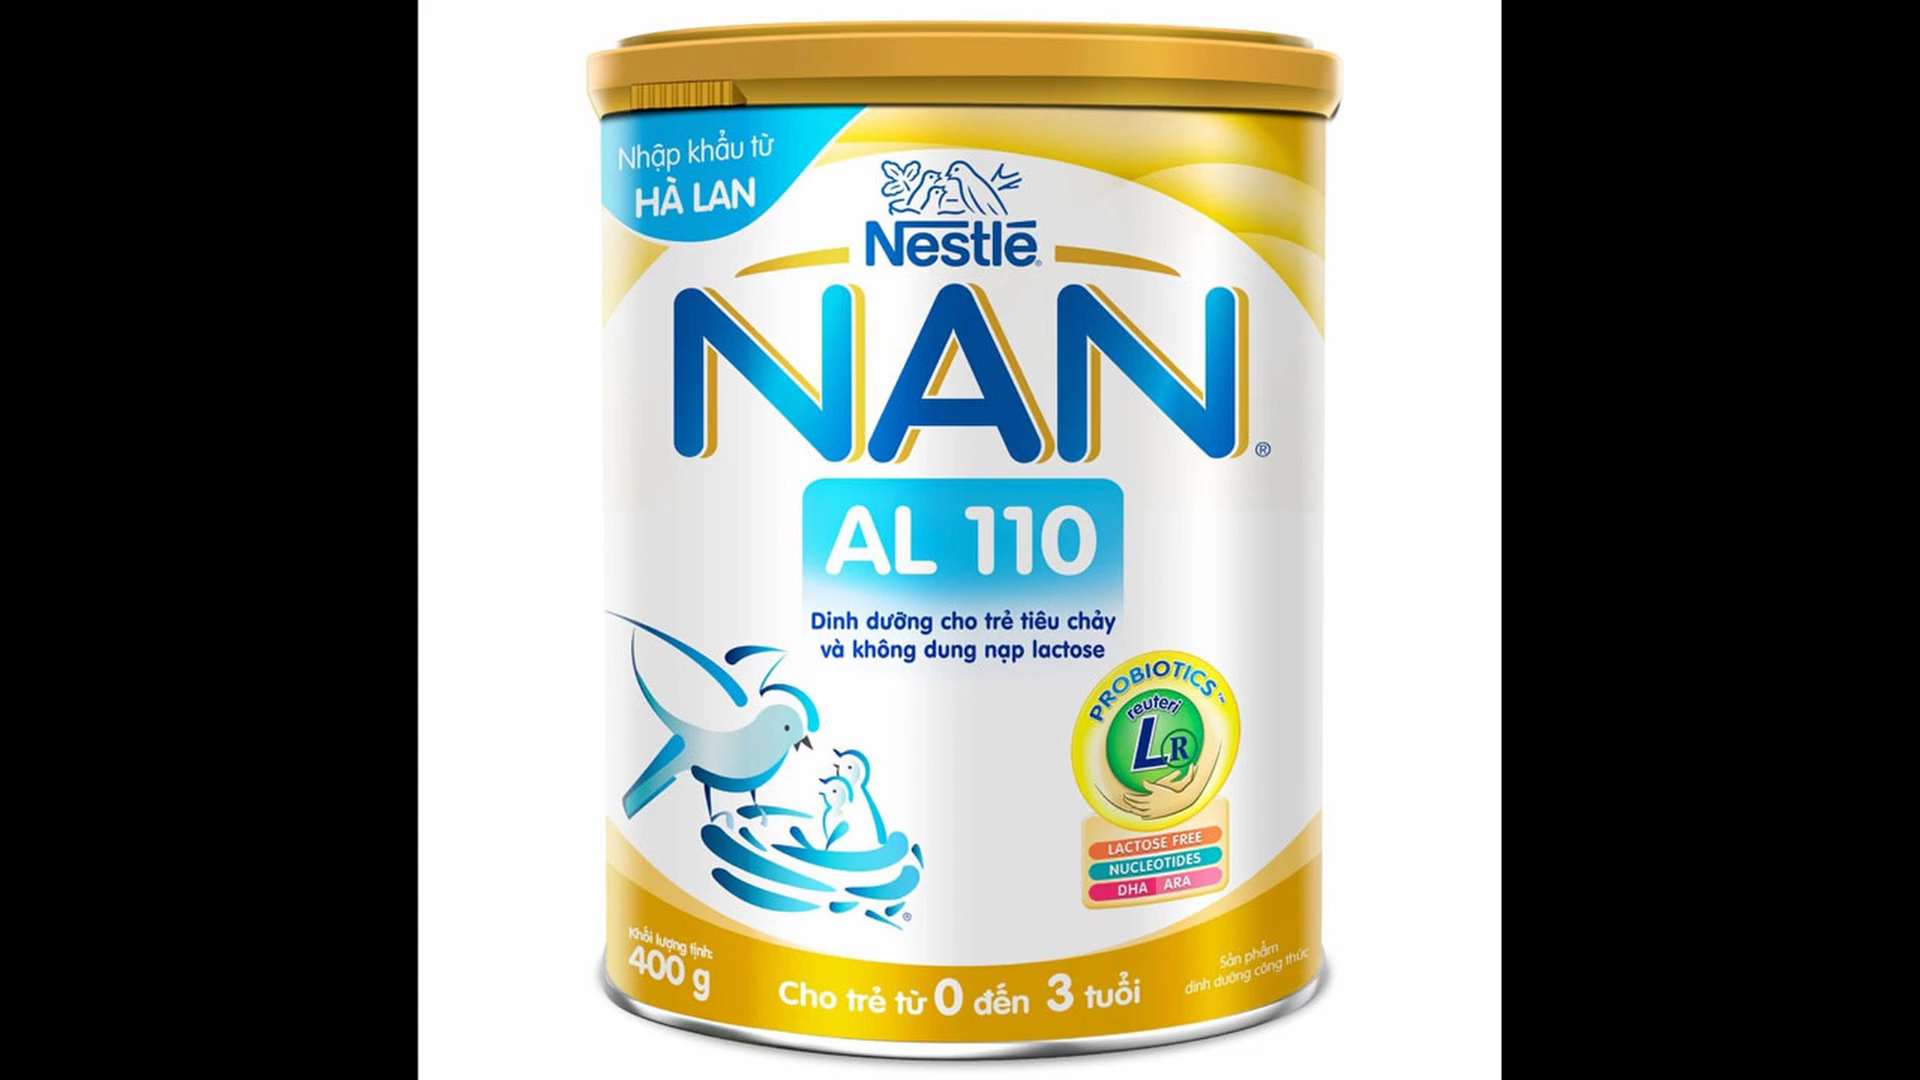 Nhập khẩu từ
HÀ LAN
Nestlé®
NAN®
AL 110
Dinh dưỡng cho trẻ tiêu chảy
và không dung nạp lactose
PROBIOTICS™
reuteri
LR
LACTOSE FREE
NUCLEOTIDES
DHA ARA
®
Khối lượng tịnh:
400 g
Cho trẻ từ 0 đến 3 tuổi
Sản phẩm
dinh dưỡng công thức